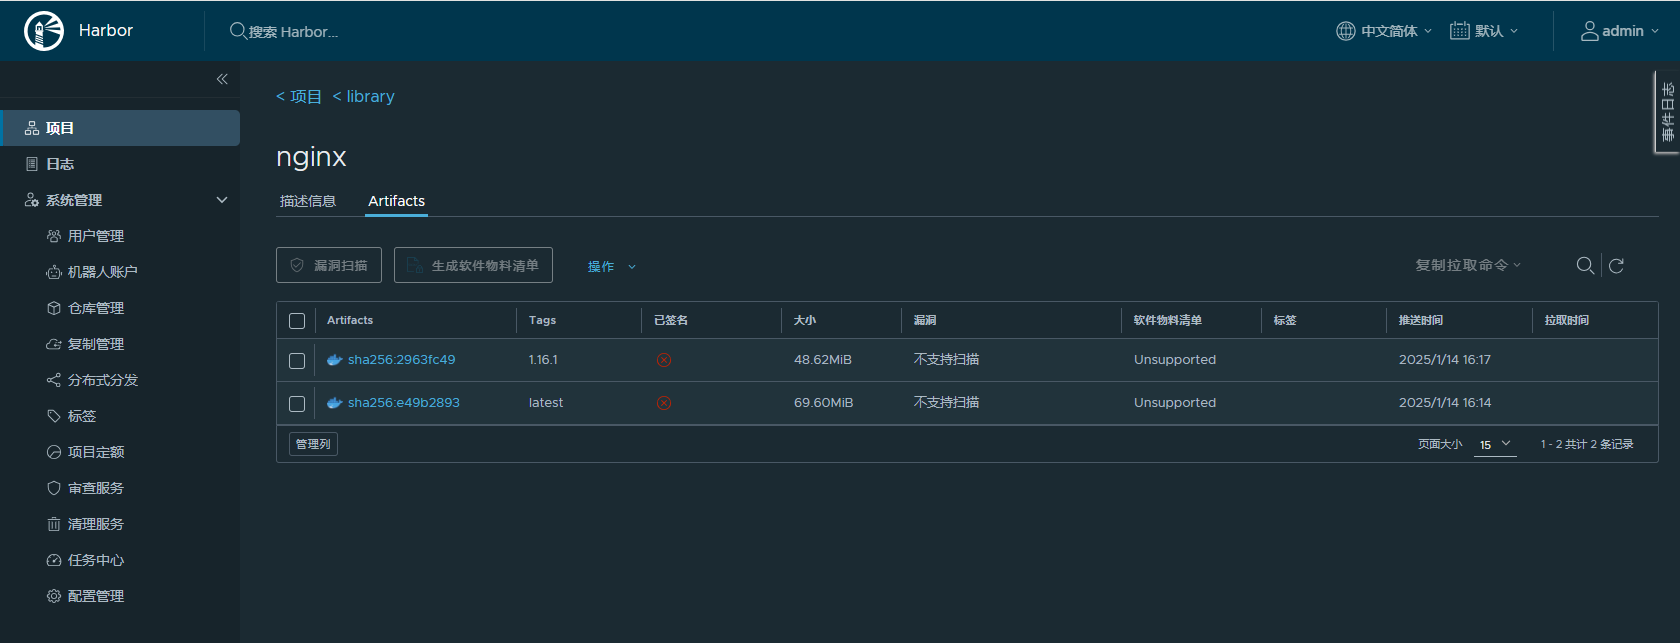 Harbor
搜索 Harbor...
中文简体
默认
admin
事件日志
项目
日志
系统管理
用户管理
机器人账户
仓库管理
复制管理
分布式分发
标签
项目定额
审查服务
清理服务
任务中心
配置管理
< 项目 < library
nginx
描述信息 Artifacts
漏洞扫描 生成软件物料清单 操作 复制拉取命令
Artifacts Tags 已签名 大小 漏洞 软件物料清单 标签 推送时间 拉取时间
sha256:2963fc49 1.16.1 48.62MiB 不支持扫描 Unsupported 2025/1/14 16:17
sha256:e49b2893 latest 69.60MiB 不支持扫描 Unsupported 2025/1/14 16:14
管理列 页面大小 15 1 - 2 共计 2 条记录